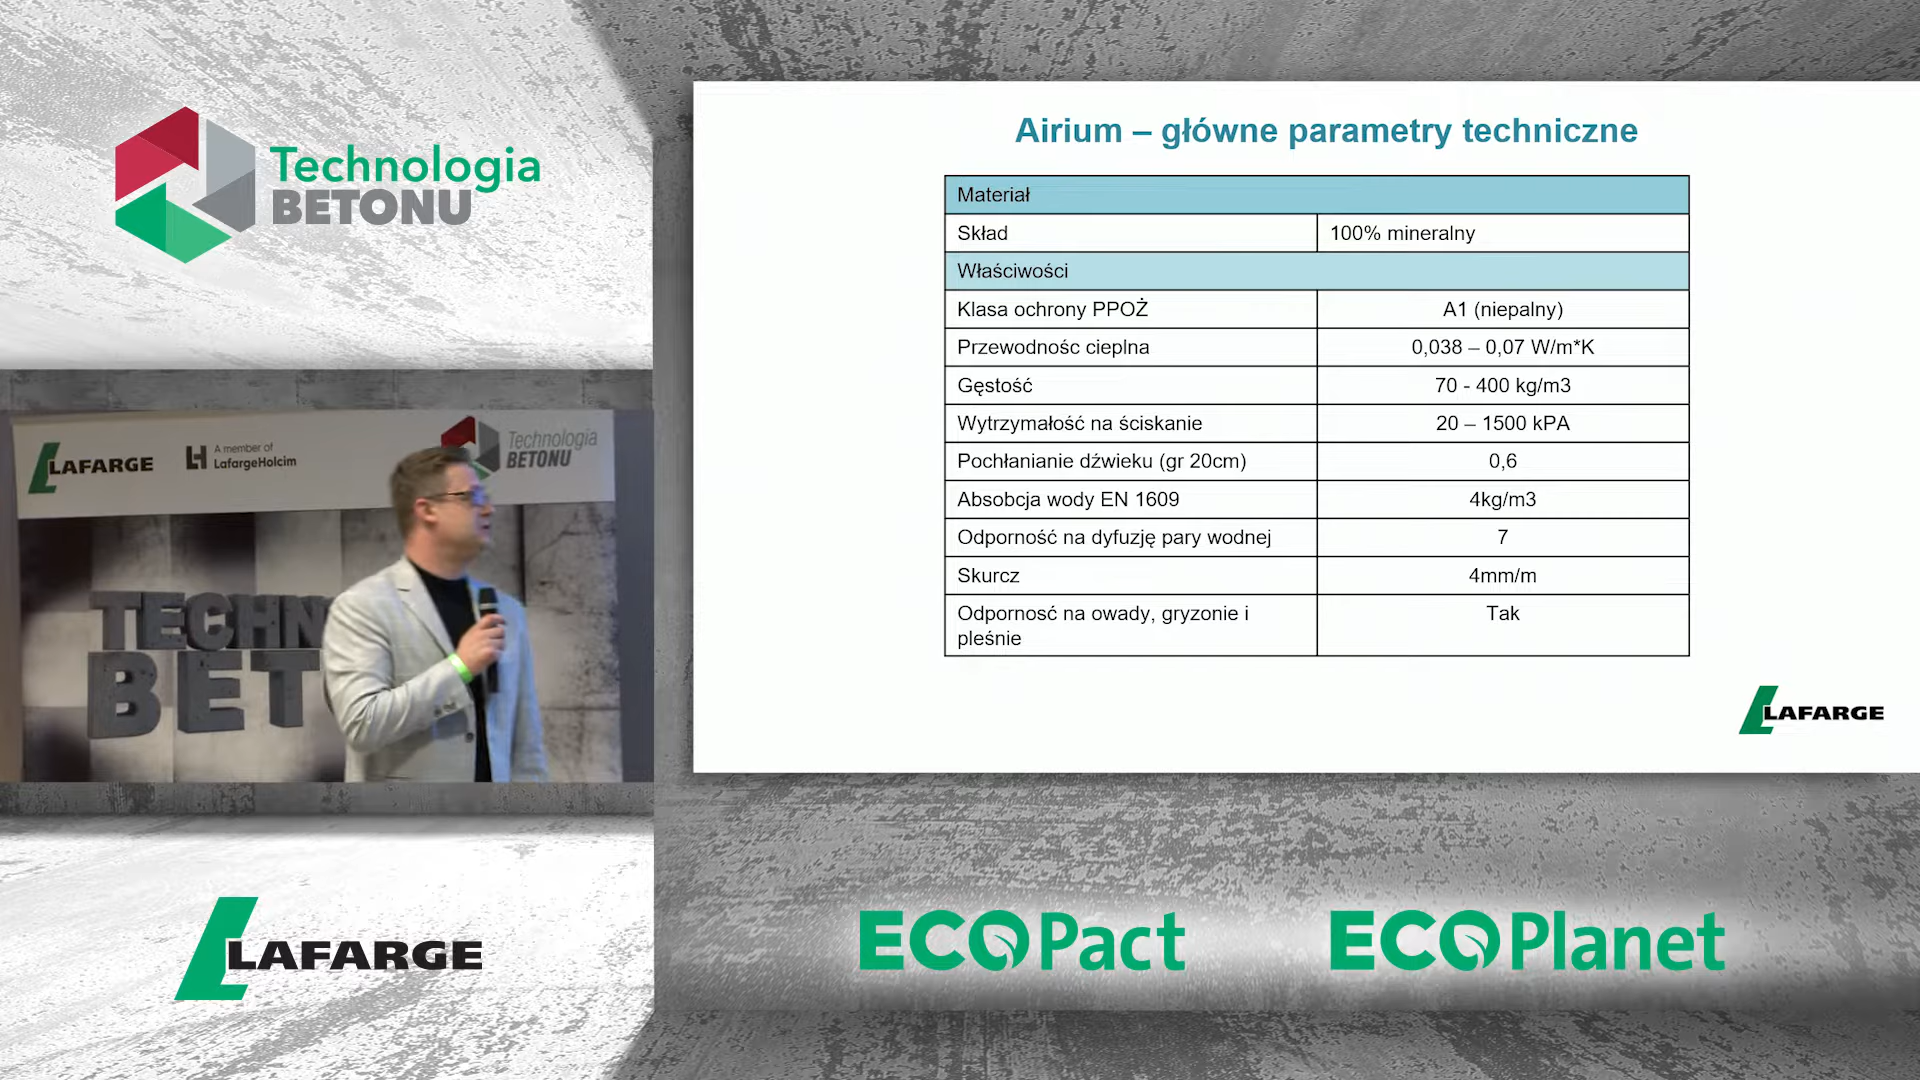 Technologia
BETONU
Airium – główne parametry techniczne
Materiał
Skład 100% mineralny
Właściwości
Klasa ochrony PPOŻ A1 (niepalny)
Przewodnośc cieplna 0,038 – 0,07 W/m*K
Gęstość 70 - 400 kg/m3
Wytrzymałość na ściskanie 20 – 1500 kPA
Pochłanianie dźwieku (gr 20cm) 0,6
Absobcja wody EN 1609 4kg/m3
Odporność na dyfuzję pary wodnej 7
Skurcz 4mm/m
Odpornosć na owady, gryzonie i Tak
pleśnie
LAFARGE
LAFARGE
A member of
LafargeHolcim
Technologia
BETONU
TECHN
BET
LAFARGE
ECOPact
ECOPlanet